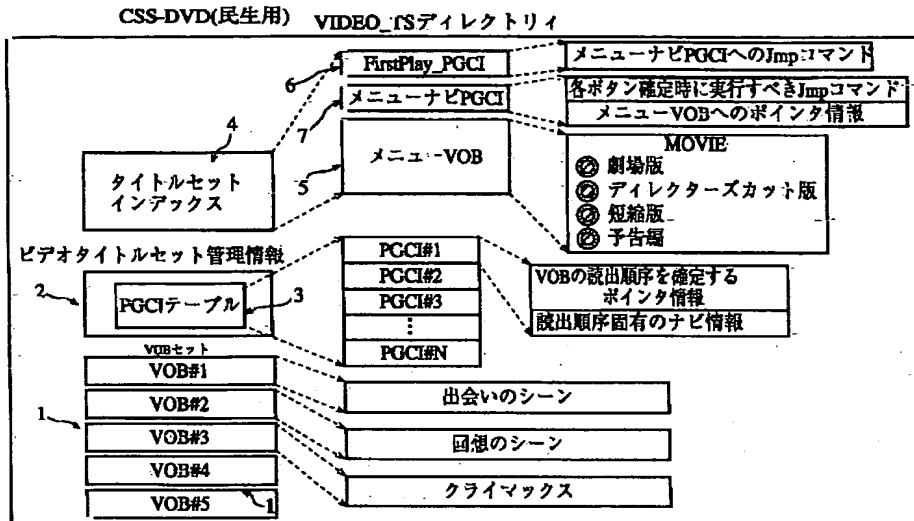 CSS-DVD(民生用)
VIDEO_TSディレクトリィ
6
FirstPlay_PGCI
メニューナビPGCIへのJmpコマンド
7
メニューナビPGCI
各ボタン確定時に実行すべきJmpコマンド
メニューVOBへのポインタ情報
4
タイトルセット
インデックス
5
メニューVOB
MOVIE
劇場版
ディレクターズカット版
短縮版
予告編
ビデオタイトルセット管理情報
2
PGCIテーブル
3
PGCI#1
PGCI#2
PGCI#3
⋮
PGCI#N
VOBの読出順序を確定する
ポインタ情報
読出順序固有のナビ情報
VOBセット
1
VOB#1
VOB#2
VOB#3
VOB#4
1
VOB#5
出会いのシーン
回想のシーン
クライマックス